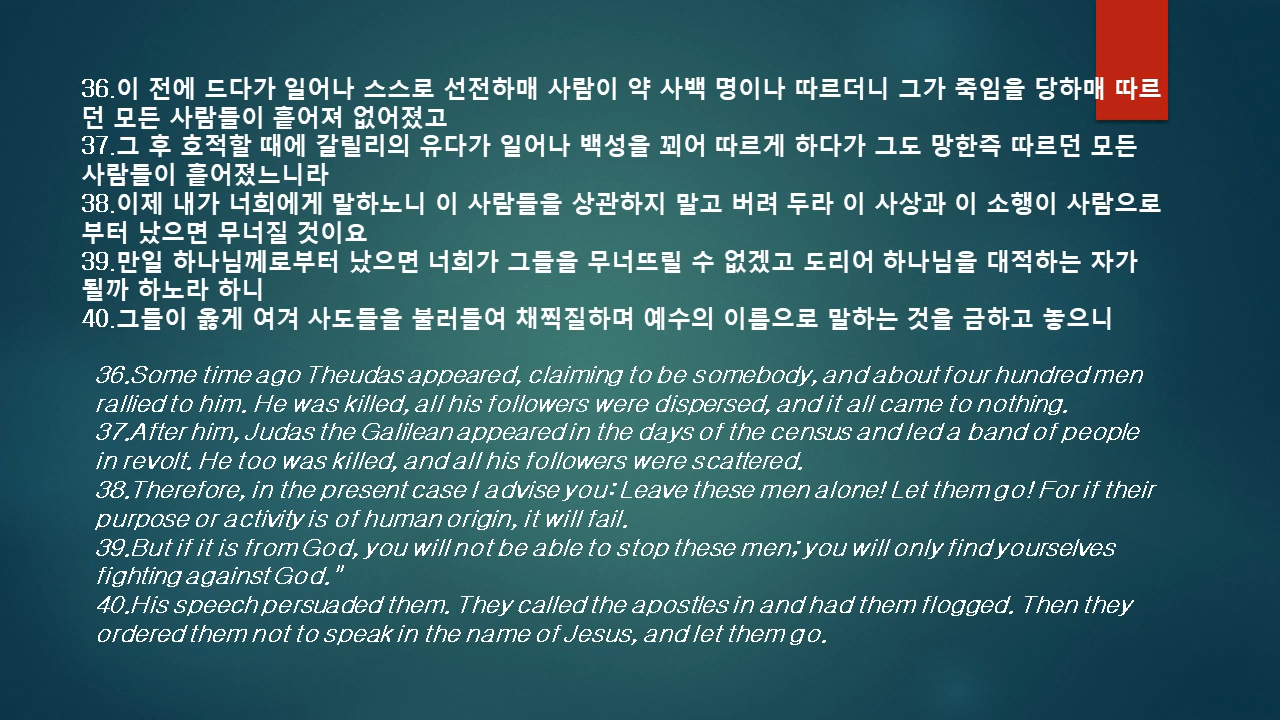 36.이 전에 드다가 일어나 스스로 선전하매 사람이 약 사백 명이나 따르더니 그가 죽임을 당하매 따르
던 모든 사람들이 흩어져 없어졌고
37.그 후 호적할 때에 갈릴리의 유다가 일어나 백성을 꾀어 따르게 하다가 그도 망한즉 따르던 모든
사람들이 흩어졌느니라
38.이제 내가 너희에게 말하노니 이 사람들을 상관하지 말고 버려 두라 이 사상과 이 소행이 사람으로
부터 났으면 무너질 것이요
39.만일 하나님께로부터 났으면 너희가 그들을 무너뜨릴 수 없겠고 도리어 하나님을 대적하는 자가
될까 하노라 하니
40.그들이 옳게 여겨 사도들을 불러들여 채찍질하며 예수의 이름으로 말하는 것을 금하고 놓으니
36.Some time ago Theudas appeared, claiming to be somebody, and about four hundred men
rallied to him. He was killed, all his followers were dispersed, and it all came to nothing.
37.After him, Judas the Galilean appeared in the days of the census and led a band of people
in revolt. He too was killed, and all his followers were scattered.
38.Therefore, in the present case I advise you: Leave these men alone! Let them go! For if their
purpose or activity is of human origin, it will fail.
39.But if it is from God, you will not be able to stop these men; you will only find yourselves
fighting against God."
40.His speech persuaded them. They called the apostles in and had them flogged. Then they
ordered them not to speak in the name of Jesus, and let them go.